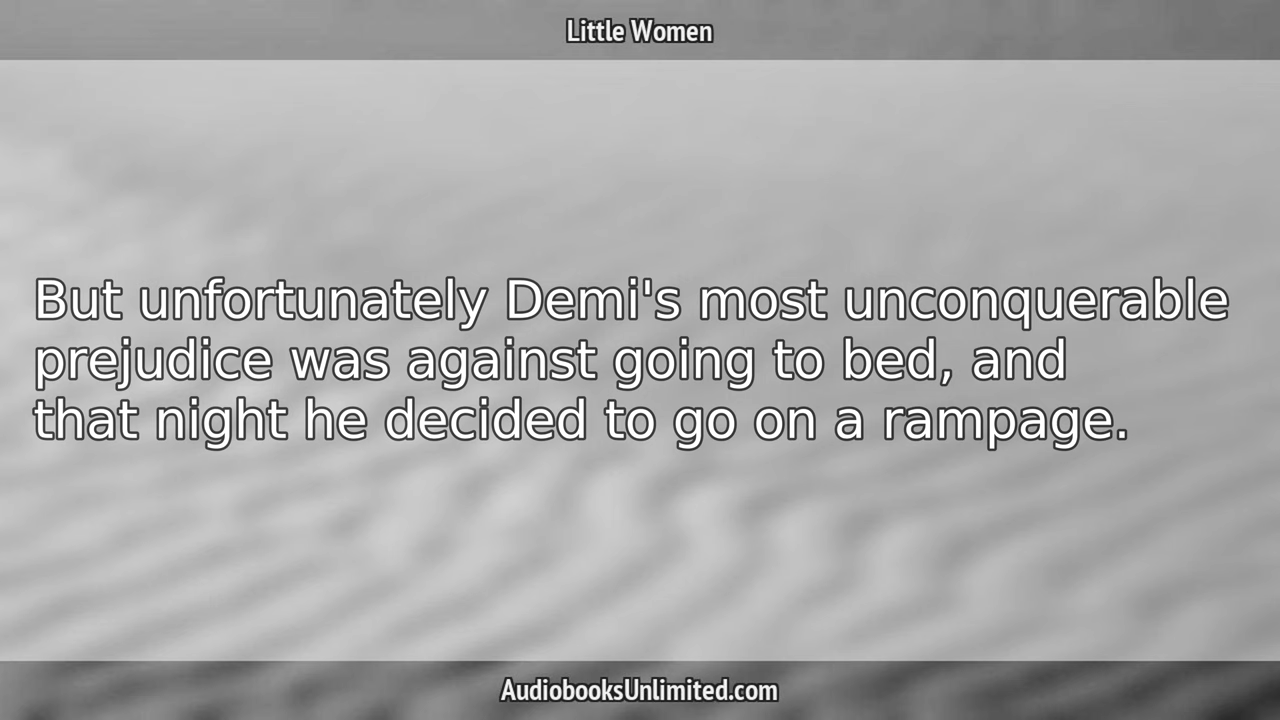 Little Women
But unfortunately Demi's most unconquerable
prejudice was against going to bed, and
that night he decided to go on a rampage.
AudiobooksUnlimited.com